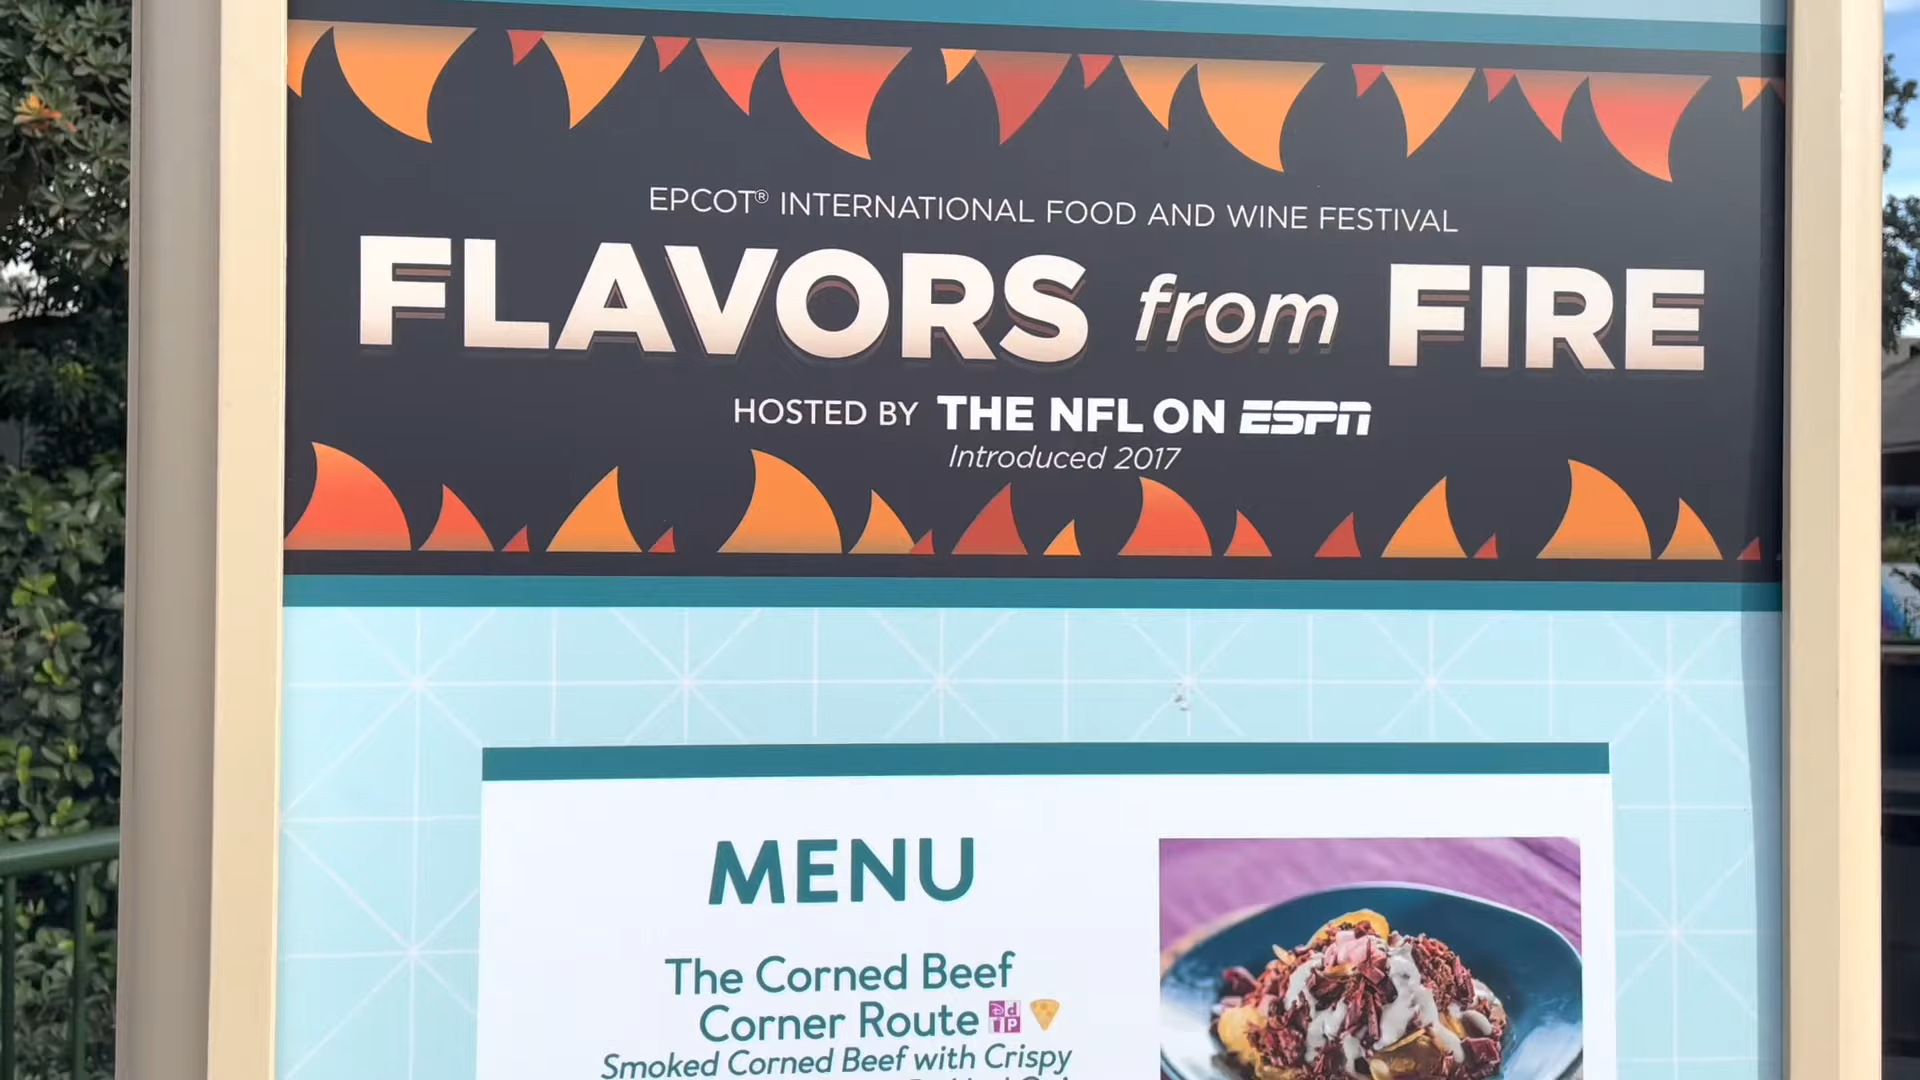 EPCOT® INTERNATIONAL FOOD AND WINE FESTIVAL
FLAVORS from FIRE
HOSTED BY THE NFL ON ESPN
Introduced 2017
MENU
The Corned Beef
Corner Route
Smoked Corned Beef with Crispy